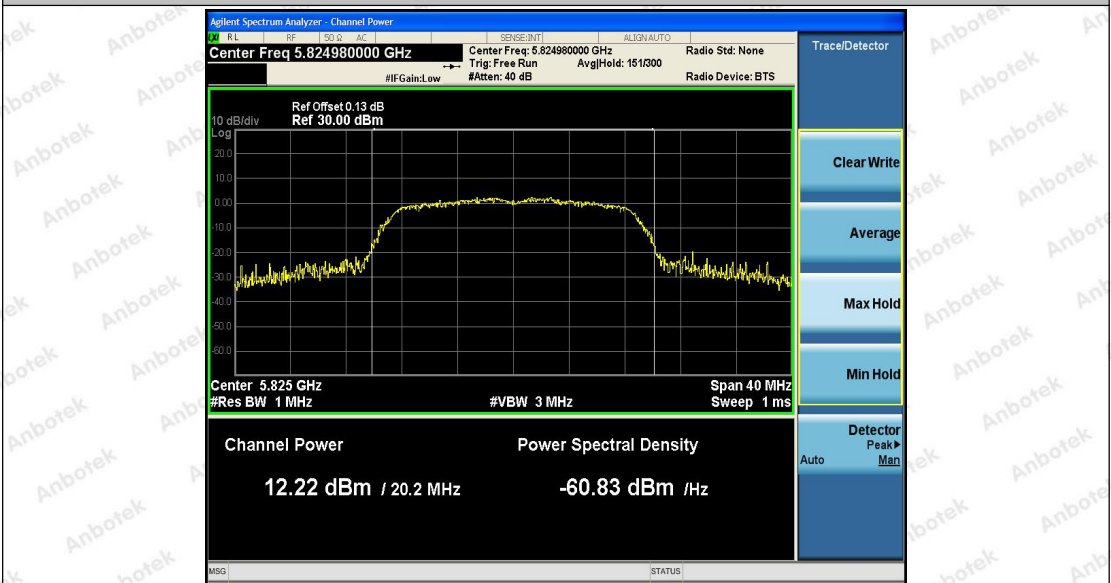 Agilent Spectrum Analyzer - Channel Power
RL RF 50 Ω AC SENSE:INT ALIGNAUTO
Center Freq 5.824980000 GHz
Center Freq: 5.824980000 GHz
Radio Std: None
Trig: Free Run Avg|Hold: 151/300
#IFGain:Low
#Atten: 40 dB
Radio Device: BTS
Ref Offset 0.13 dB
10 dB/div Ref 30.00 dBm
Log
20.0
10.0
0.00
-10.0
-20.0
-30.0
-40.0
-50.0
-60.0
Center 5.825 GHz Span 40 MHz
#Res BW 1 MHz #VBW 3 MHz Sweep 1 ms
Channel Power Power Spectral Density
12.22 dBm / 20.2 MHz -60.83 dBm /Hz
MSG STATUS
Trace/Detector
Clear Write
Average
Max Hold
Min Hold
Detector
Peak▶
Auto Man
Anbotek